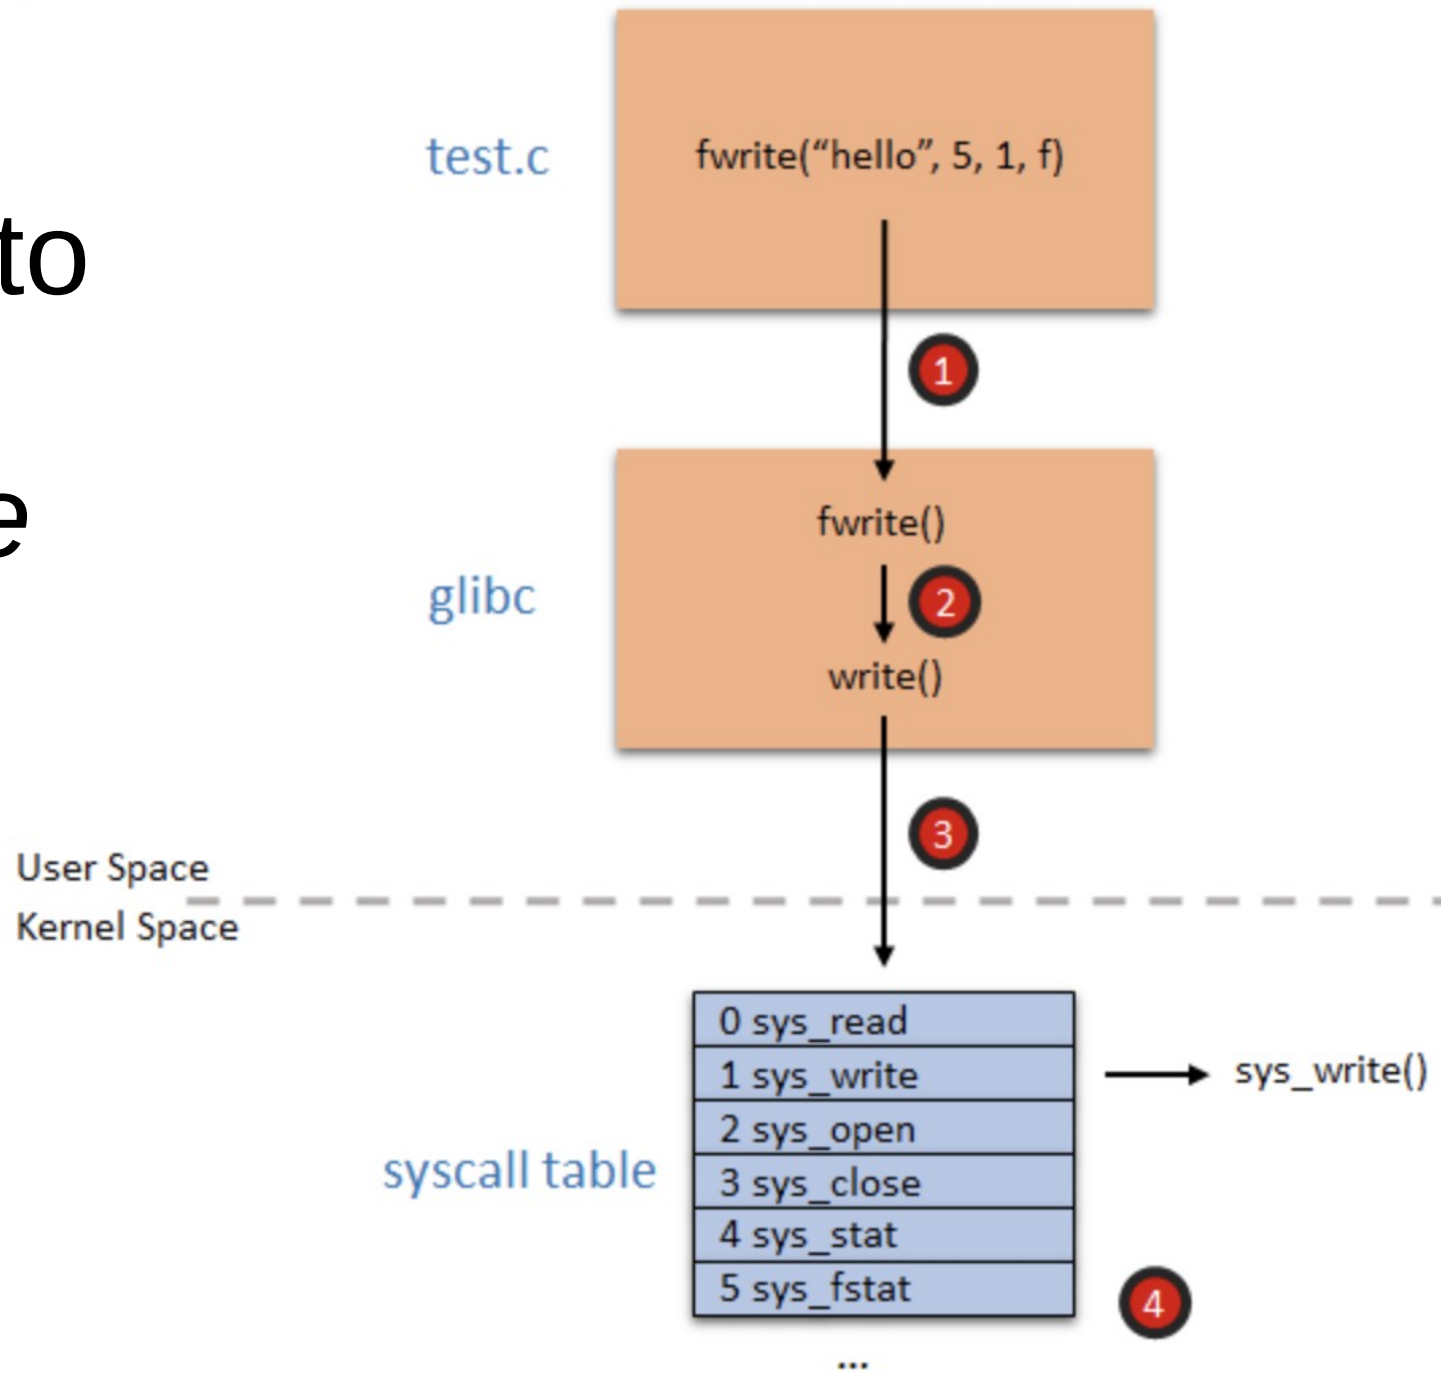 test.c
fwrite(“hello”, 5, 1, f)
to
1
e
glibc
fwrite()
2
write()
3
User Space
Kernel Space
syscall table
0 sys_read
1 sys_write
2 sys_open
3 sys_close
4 sys_stat
5 sys_fstat
...
sys_write()
4